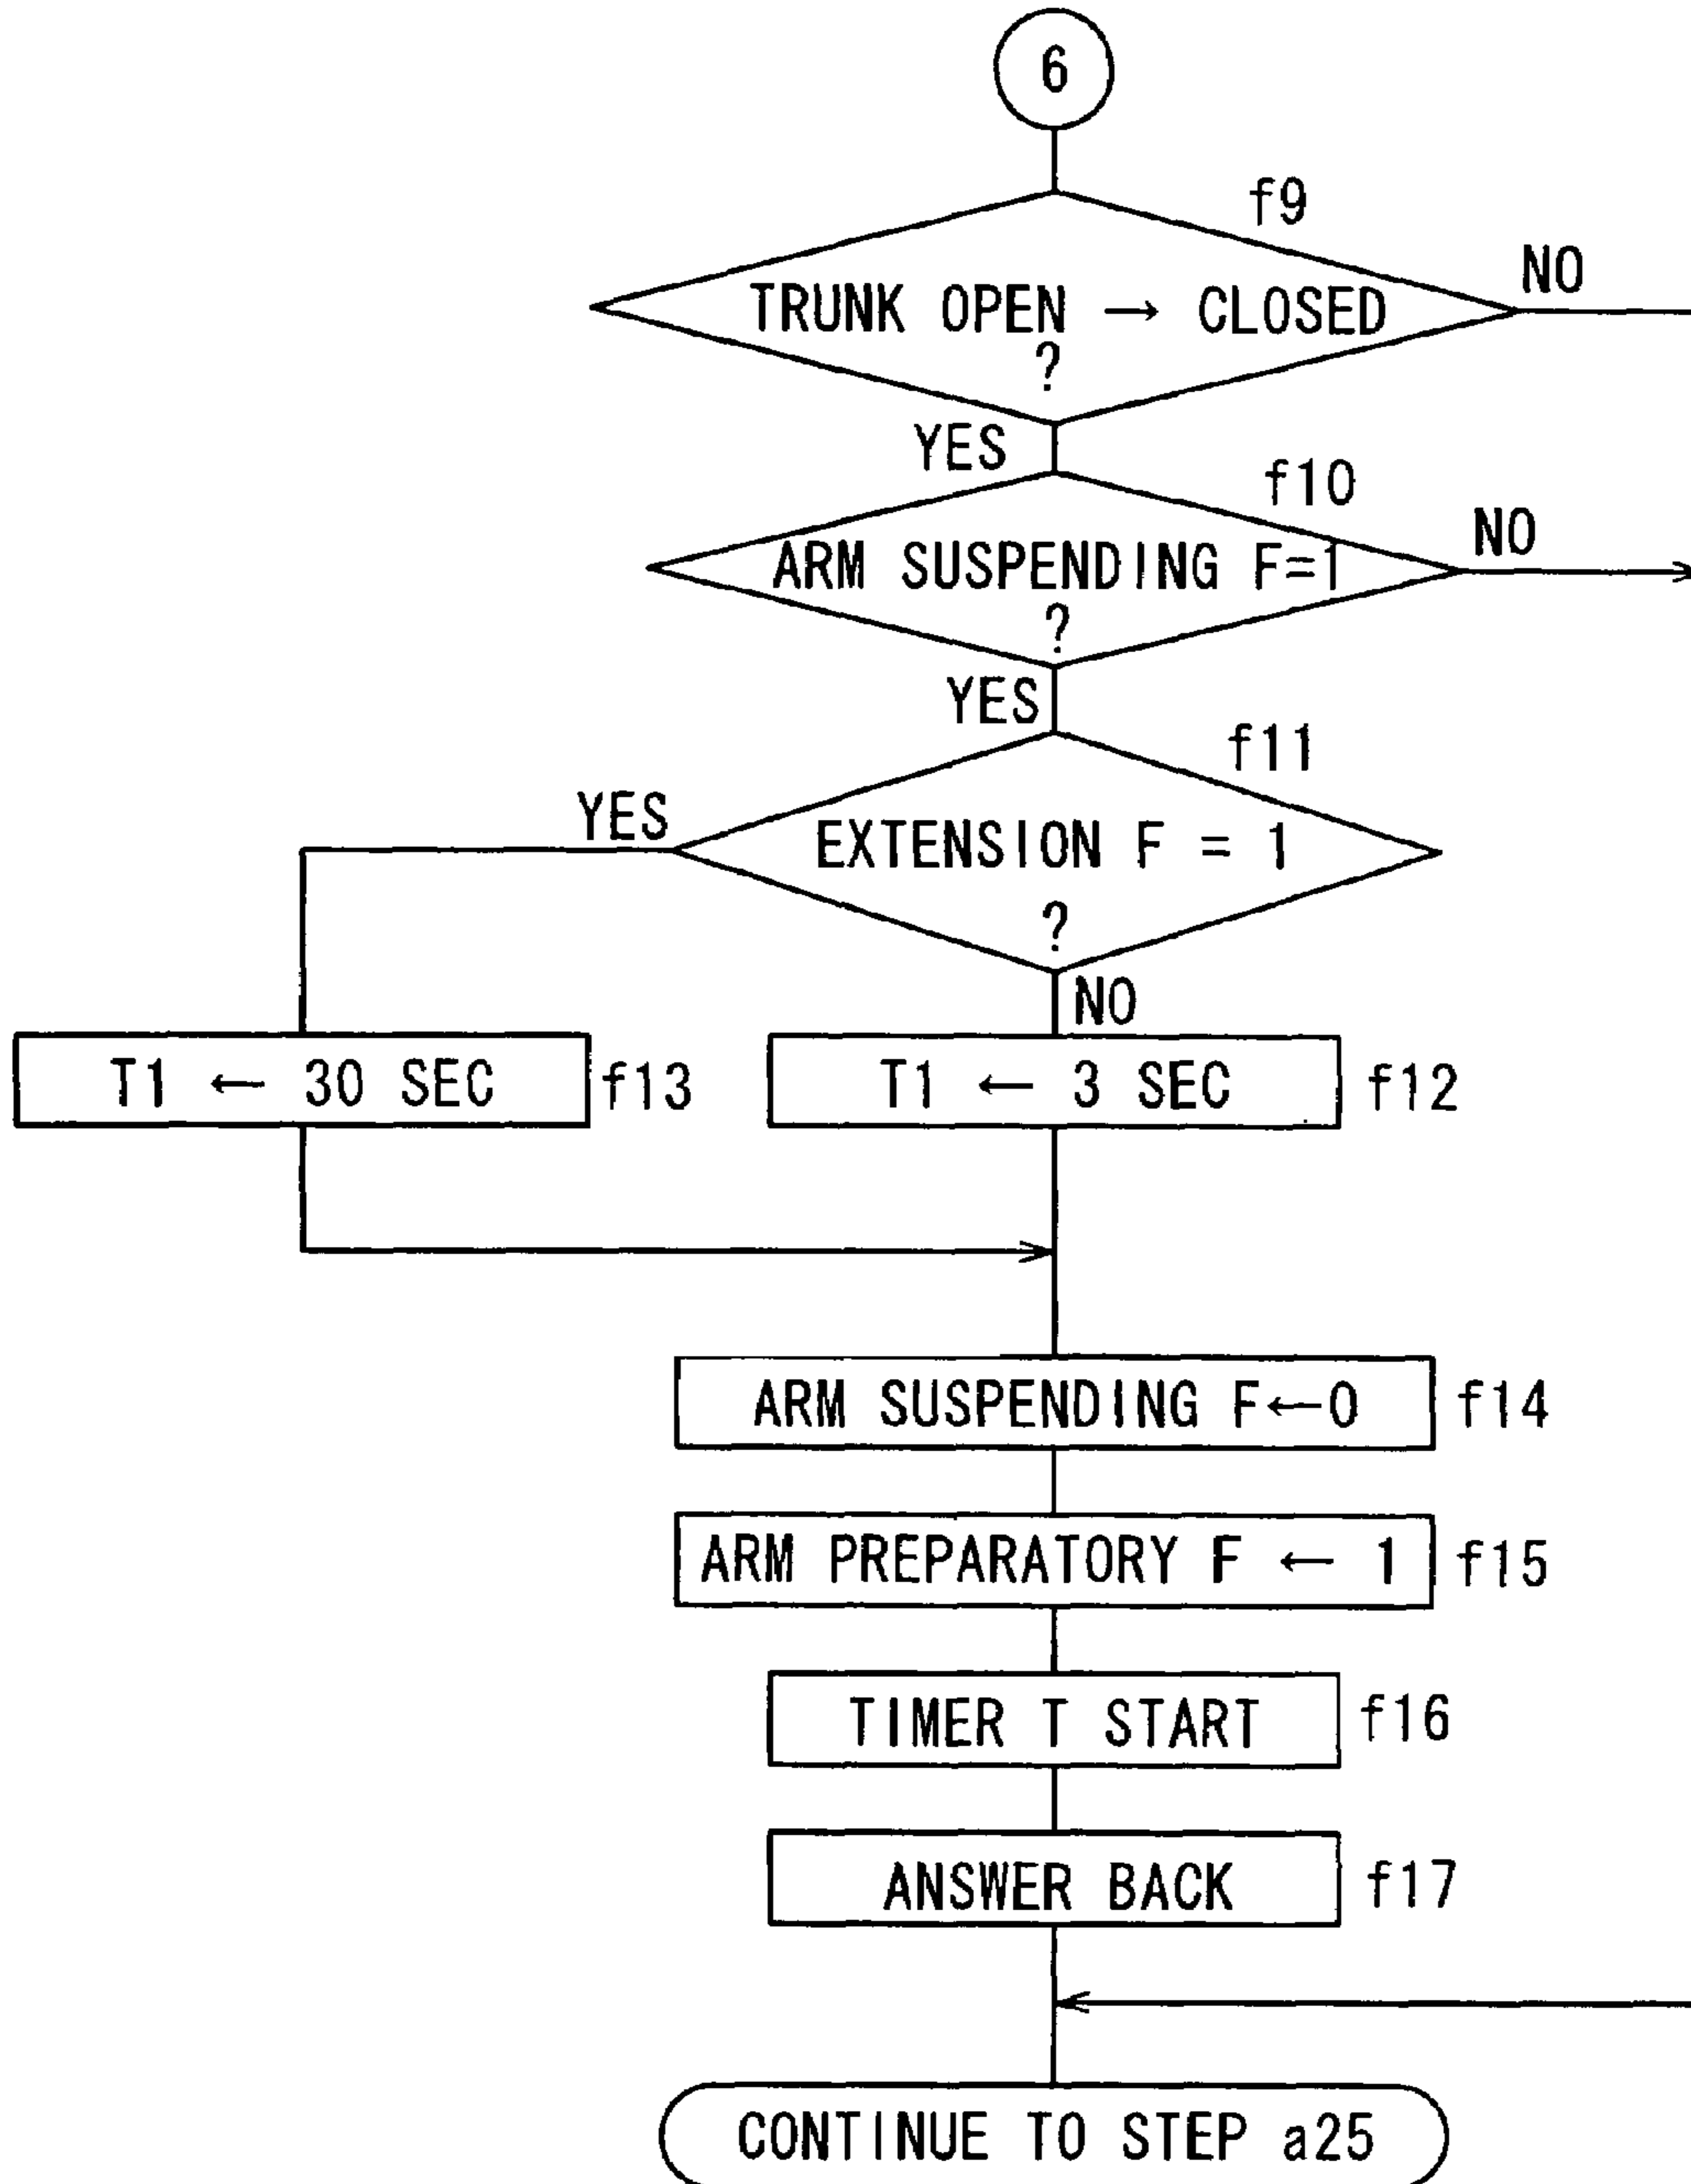 6
f9
NO
TRUNK OPEN → CLOSED
?
YES
f10
NO
ARM SUSPENDING F=1
?
YES
f11
YES
EXTENSION F = 1
?
NO
T1 ← 30 SEC
f13
T1 ← 3 SEC
f12
ARM SUSPENDING F←0
f14
ARM PREPARATORY F ← 1
f15
TIMER T START
f16
ANSWER BACK
f17
CONTINUE TO STEP a25